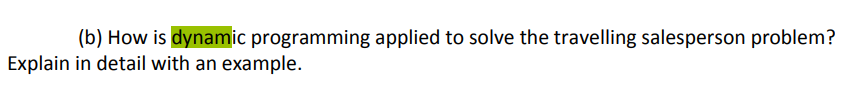 (b) How is dynamic programming applied to solve the travelling salesperson problem?
Explain in detail with an example.